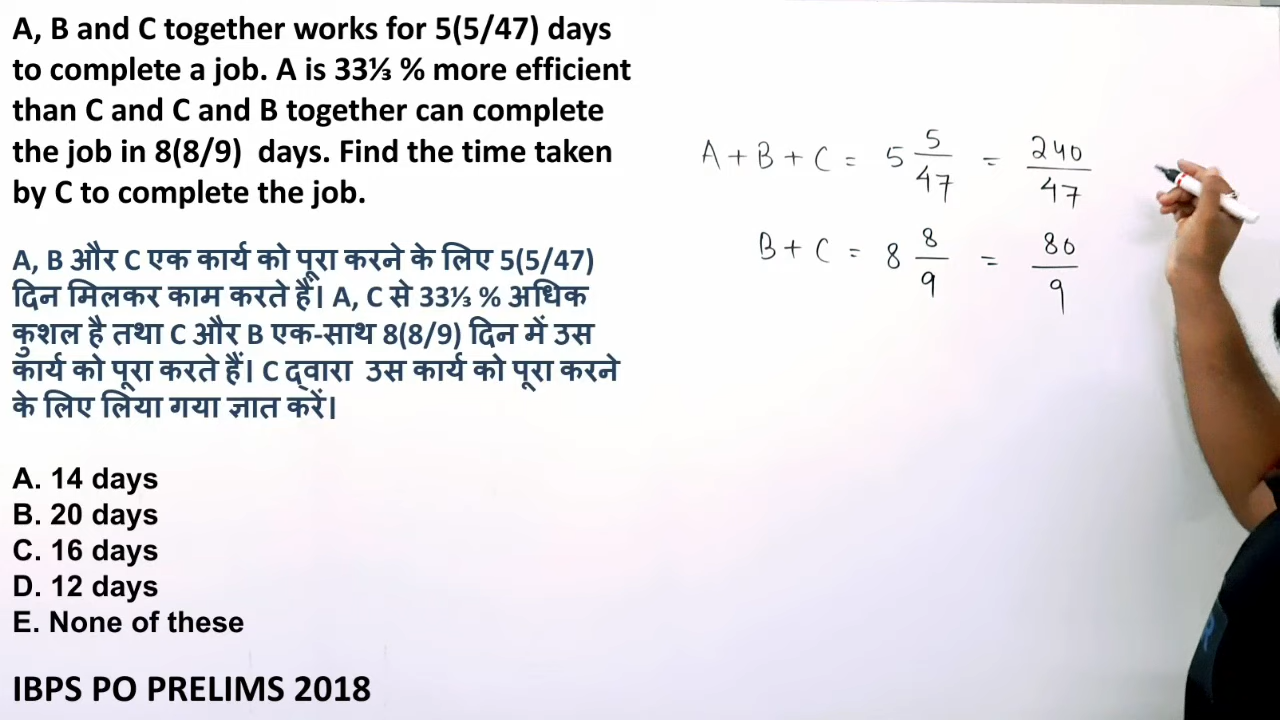 A, B and C together works for 5(5/47) days
to complete a job. A is 33⅓ % more efficient
than C and C and B together can complete
the job in 8(8/9) days. Find the time taken
by C to complete the job.
A, B और C एक कार्य को पूरा करने के लिए 5(5/47)
दिन मिलकर काम करते हैं। A, C से 33⅓ % अधिक
कुशल है तथा C और B एक-साथ 8(8/9) दिन में उस
कार्य को पूरा करते हैं। C द्वारा उस कार्य को पूरा करने
के लिए लिया गया ज्ञात करें।
A. 14 days
B. 20 days
C. 16 days
D. 12 days
E. None of these
IBPS PO PRELIMS 2018
A + B + C = 5 5/47 = 240/47
B + C = 8 8/9 = 80/9